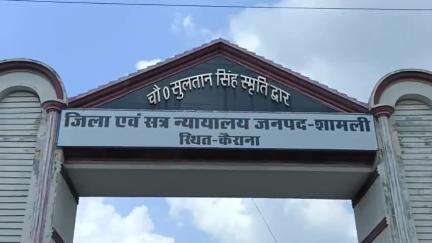 चौ० सुलतान सिंह स्मृति द्वार
जिला एवं सत्र न्यायालय जनपद-शामली
स्थित-कैराना